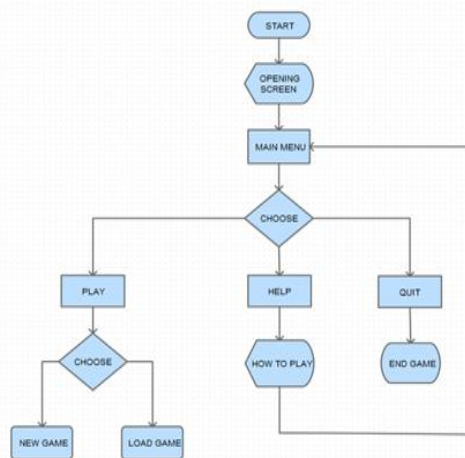 START
OPENING
SCREEN
MAIN MENU
CHOOSE
PLAY
HELP
QUIT
CHOOSE
HOW TO PLAY
END GAME
NEW GAME
LOAD GAME